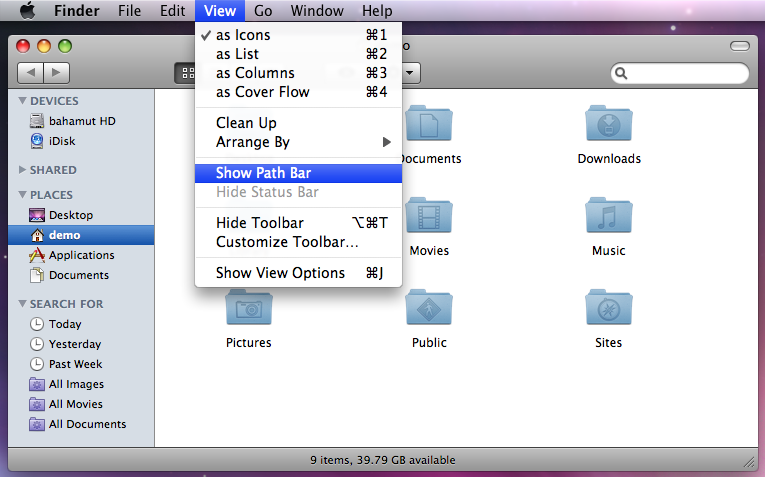 Finder File Edit View Go Window Help
✓ as Icons ⌘1
as List ⌘2
as Columns ⌘3
as Cover Flow ⌘4
Clean Up
Arrange By ▶
Show Path Bar
Hide Status Bar
Hide Toolbar ⌥⌘T
Customize Toolbar...
Show View Options ⌘J
DEVICES
bahamut HD
iDisk
SHARED
PLACES
Desktop
demo
Applications
Documents
SEARCH FOR
Today
Yesterday
Past Week
All Images
All Movies
All Documents
Documents
Downloads
Movies
Music
Pictures
Public
Sites
9 items, 39.79 GB available